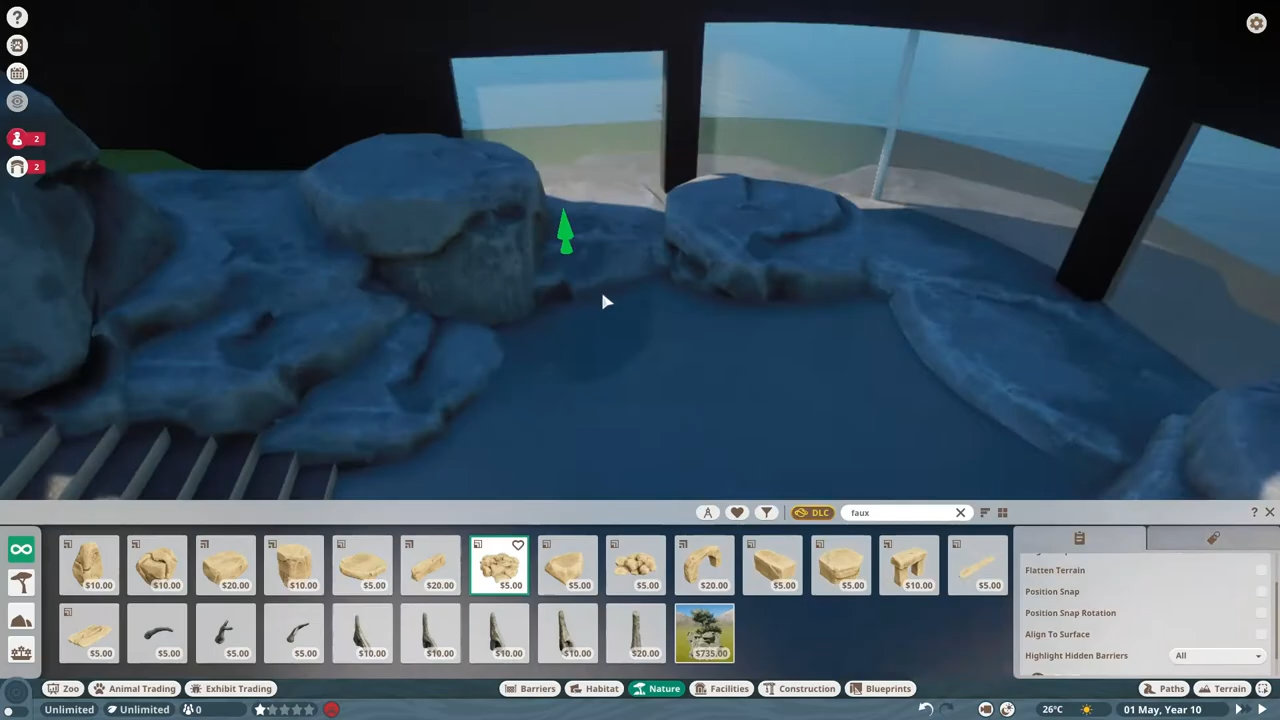 ?
2
2
DLC
faux
?
$10.00 $10.00 $20.00 $10.00 $5.00 $20.00 $5.00 $5.00 $5.00 $20.00 $5.00 $5.00 $10.00 $5.00
$5.00 $5.00 $5.00 $5.00 $10.00 $10.00 $10.00 $10.00 $20.00 $735.00
Flatten Terrain
Position Snap
Position Snap Rotation
Align To Surface
Highlight Hidden Barriers All
Zoo Animal Trading Exhibit Trading Barriers Habitat Nature Facilities Construction Blueprints Paths Terrain
Unlimited Unlimited 0 26°C 01 May, Year 10